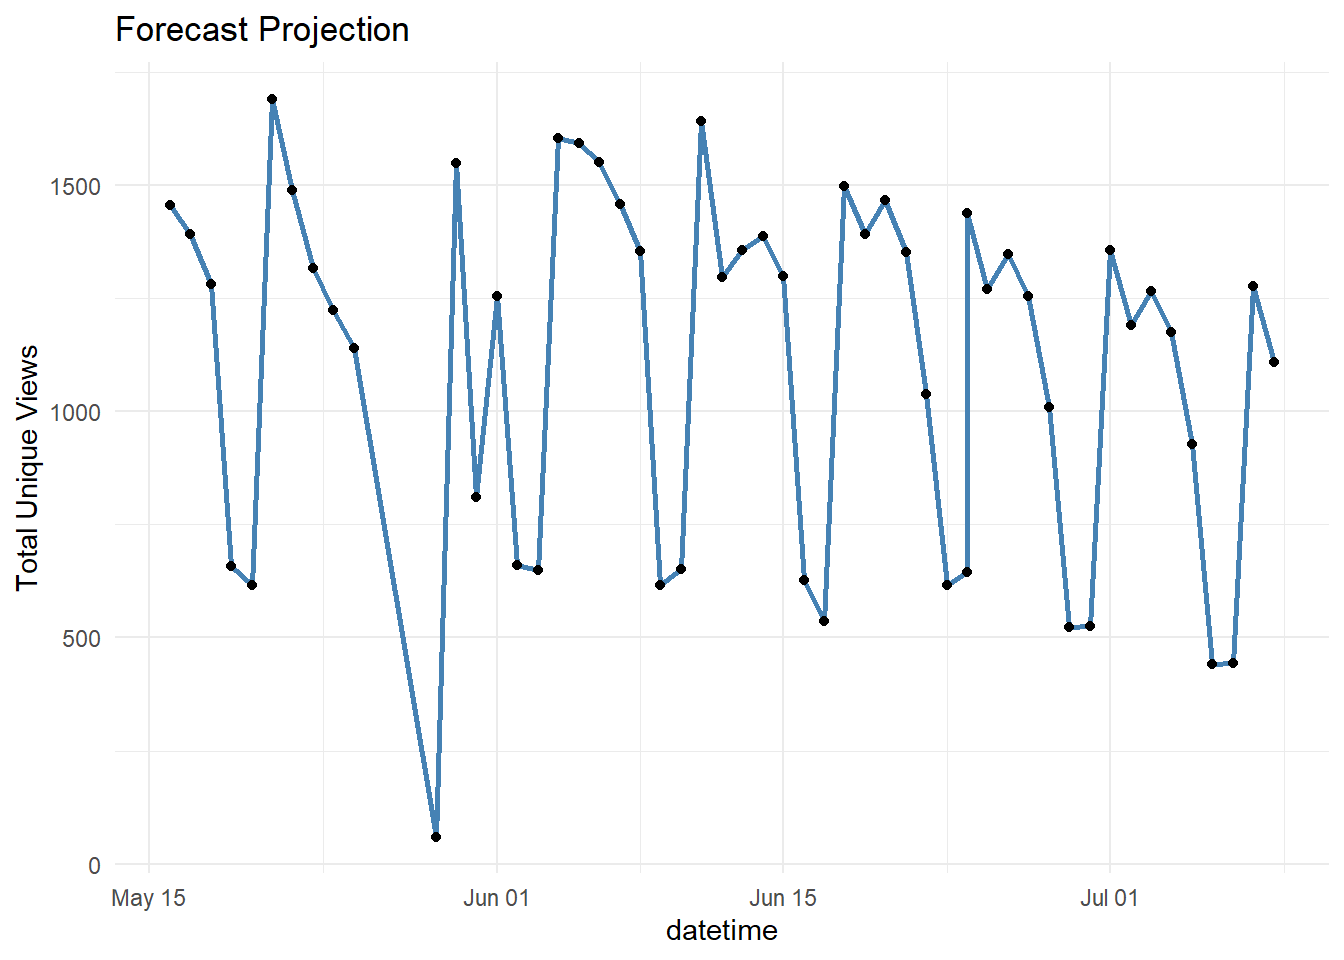 Forecast Projection
Total Unique Views
1500
1000
500
0
May 15
Jun 01
Jun 15
Jul 01
datetime